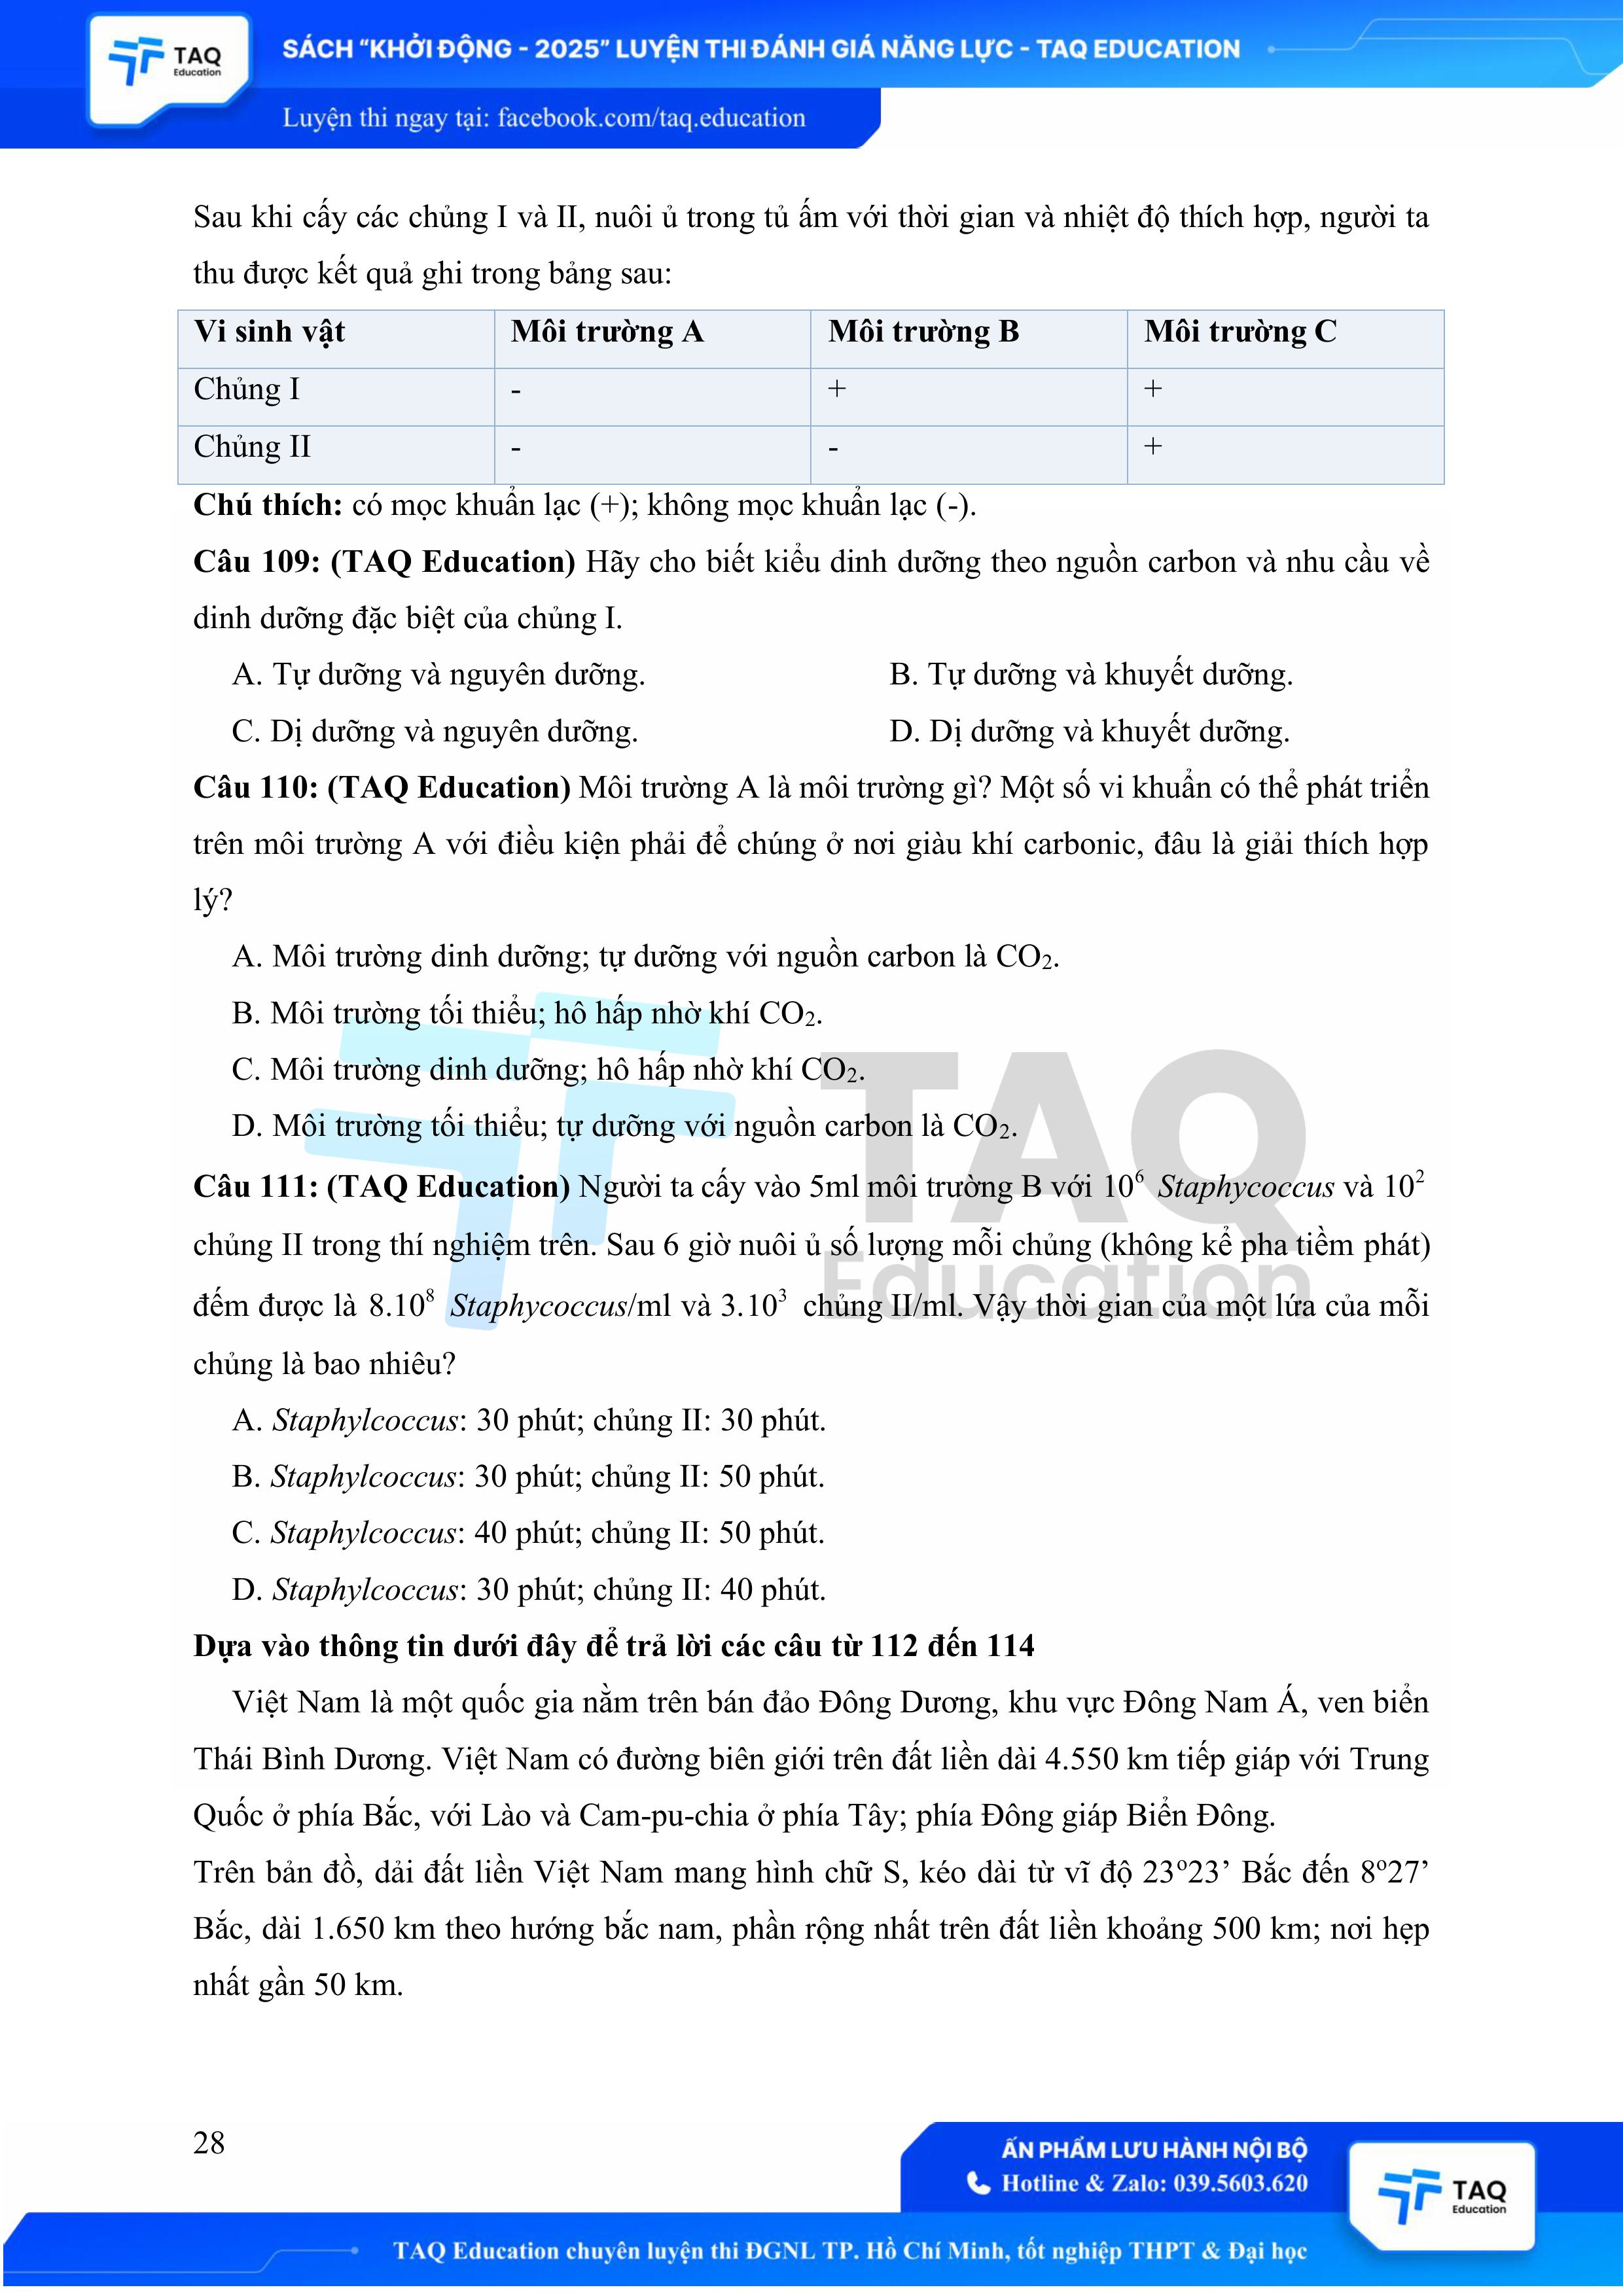 TAQ
Education
SÁCH “KHỞI ĐỘNG - 2025” LUYỆN THI ĐÁNH GIÁ NĂNG LỰC - TAQ EDUCATION
Luyện thi ngay tại: facebook.com/taq.education
Sau khi cấy các chủng I và II, nuôi ủ trong tủ ấm với thời gian và nhiệt độ thích hợp, người ta
thu được kết quả ghi trong bảng sau:
Vi sinh vật Môi trường A Môi trường B Môi trường C
Chủng I - + +
Chủng II - - +
Chú thích: có mọc khuẩn lạc (+); không mọc khuẩn lạc (-).
Câu 109: (TAQ Education) Hãy cho biết kiểu dinh dưỡng theo nguồn carbon và nhu cầu về
dinh dưỡng đặc biệt của chủng I.
A. Tự dưỡng và nguyên dưỡng. B. Tự dưỡng và khuyết dưỡng.
C. Dị dưỡng và nguyên dưỡng. D. Dị dưỡng và khuyết dưỡng.
Câu 110: (TAQ Education) Môi trường A là môi trường gì? Một số vi khuẩn có thể phát triển
trên môi trường A với điều kiện phải để chúng ở nơi giàu khí carbonic, đâu là giải thích hợp
lý?
A. Môi trường dinh dưỡng; tự dưỡng với nguồn carbon là CO₂.
B. Môi trường tối thiểu; hô hấp nhờ khí CO₂.
C. Môi trường dinh dưỡng; hô hấp nhờ khí CO₂.
D. Môi trường tối thiểu; tự dưỡng với nguồn carbon là CO₂.
Câu 111: (TAQ Education) Người ta cấy vào 5ml môi trường B với 10⁶ Staphycoccus và 10²
chủng II trong thí nghiệm trên. Sau 6 giờ nuôi ủ số lượng mỗi chủng (không kể pha tiềm phát)
đếm được là 8.10⁸ Staphycoccus/ml và 3.10³ chủng II/ml. Vậy thời gian của một lứa của mỗi
chủng là bao nhiêu?
A. Staphylcoccus: 30 phút; chủng II: 30 phút.
B. Staphylcoccus: 30 phút; chủng II: 50 phút.
C. Staphylcoccus: 40 phút; chủng II: 50 phút.
D. Staphylcoccus: 30 phút; chủng II: 40 phút.
TAQ
Education
Dựa vào thông tin dưới đây để trả lời các câu từ 112 đến 114
Việt Nam là một quốc gia nằm trên bán đảo Đông Dương, khu vực Đông Nam Á, ven biển
Thái Bình Dương. Việt Nam có đường biên giới trên đất liền dài 4.550 km tiếp giáp với Trung
Quốc ở phía Bắc, với Lào và Cam-pu-chia ở phía Tây; phía Đông giáp Biển Đông.
Trên bản đồ, dải đất liền Việt Nam mang hình chữ S, kéo dài từ vĩ độ 23º23’ Bắc đến 8º27’
Bắc, dài 1.650 km theo hướng bắc nam, phần rộng nhất trên đất liền khoảng 500 km; nơi hẹp
nhất gần 50 km.
28
ẤN PHẨM LƯU HÀNH NỘI BỘ
Hotline & Zalo: 039.5603.620
TAQ
Education
TAQ Education chuyên luyện thi ĐGNL TP. Hồ Chí Minh, tốt nghiệp THPT & Đại học